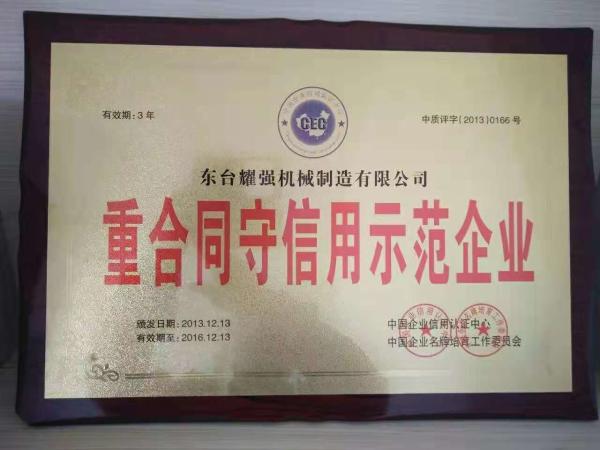 有效期：3年
CEC
中质评字(2013)0166号
东台耀强机械制造有限公司
重合同守信用示范企业
颁发日期：2013.12.13
有效期至：2016.12.13
中国企业信用认证中心
中国企业名牌培育工作委员会